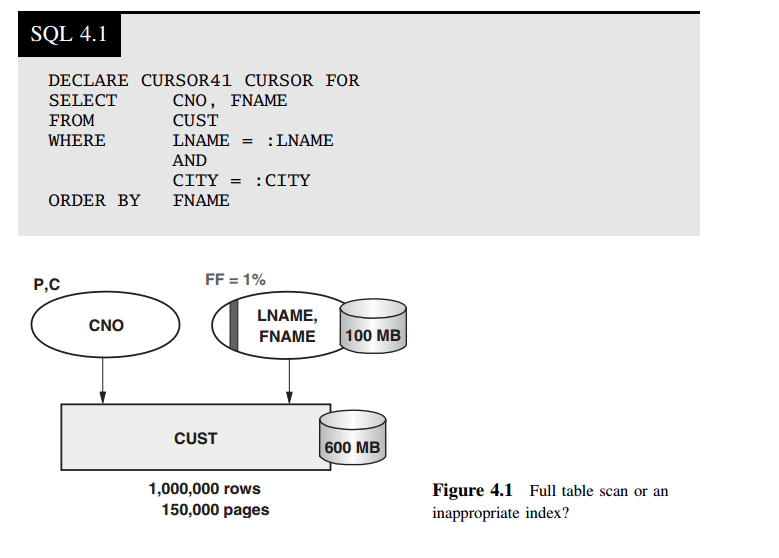 SQL 4.1
DECLARE CURSOR41 CURSOR FOR
SELECT CNO, FNAME
FROM CUST
WHERE LNAME = :LNAME
AND
CITY = :CITY
ORDER BY FNAME
P,C
FF = 1%
CNO
LNAME,
FNAME
100 MB
CUST
600 MB
1,000,000 rows
150,000 pages
Figure 4.1 Full table scan or an
inappropriate index?